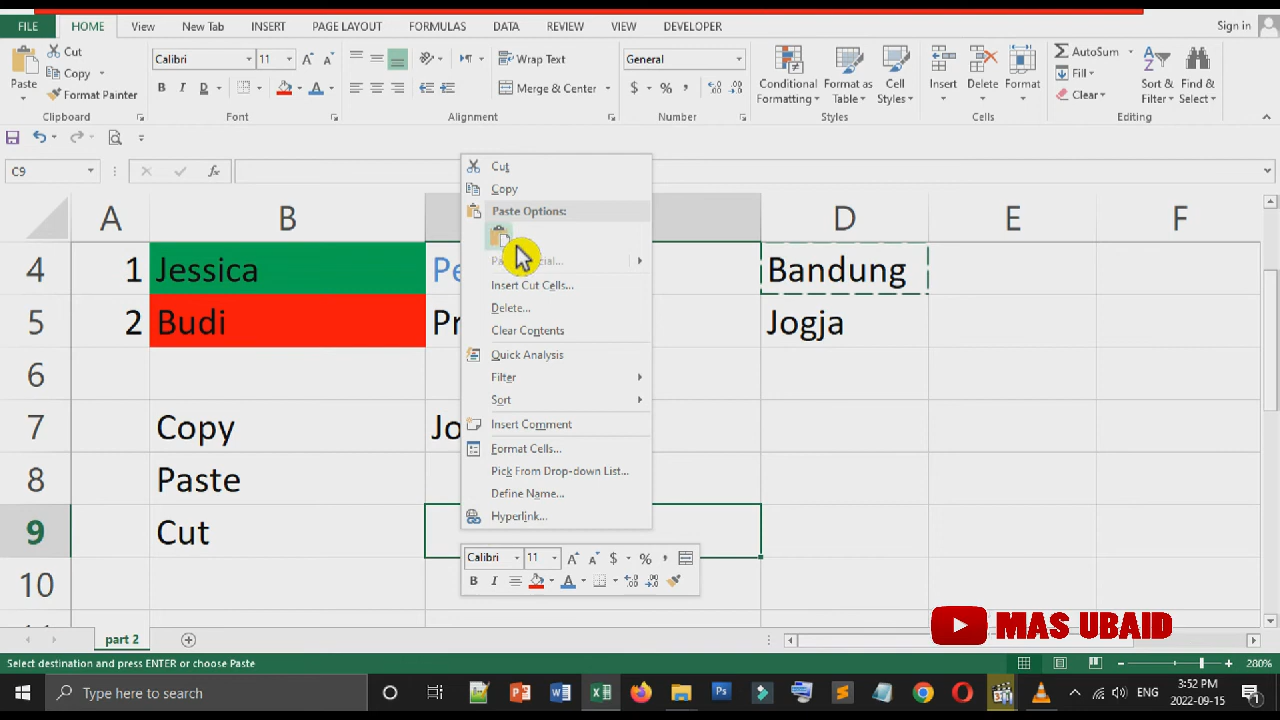 FILE HOME View New Tab INSERT PAGE LAYOUT FORMULAS DATA REVIEW VIEW DEVELOPER Sign in
Paste
Cut
Copy
Format Painter
Clipboard
Calibri 11
B I D
Font
Wrap Text
Merge & Center
Alignment
General
$ % ,
Number
Conditional Formatting
Format as Table
Cell Styles
Styles
Insert
Delete
Format
Cells
AutoSum
Fill
Clear
Sort & Filter
Find & Select
Editing
C9
fx
A B D E F
4 1 Jessica Pe Bandung
5 2 Budi Pr Jogja
6
7 Copy Jo
8 Paste
9 Cut
10
Cut
Copy
Paste Options:
Insert Cut Cells...
Delete...
Clear Contents
Quick Analysis
Filter
Sort
Insert Comment
Format Cells...
Pick From Drop-down List...
Define Name...
Hyperlink...
Calibri 11 A A $ % ,
B I A
MAS UBAID
part 2
Select destination and press ENTER or choose Paste
280%
Type here to search
ENG
3:52 PM
2022-09-15